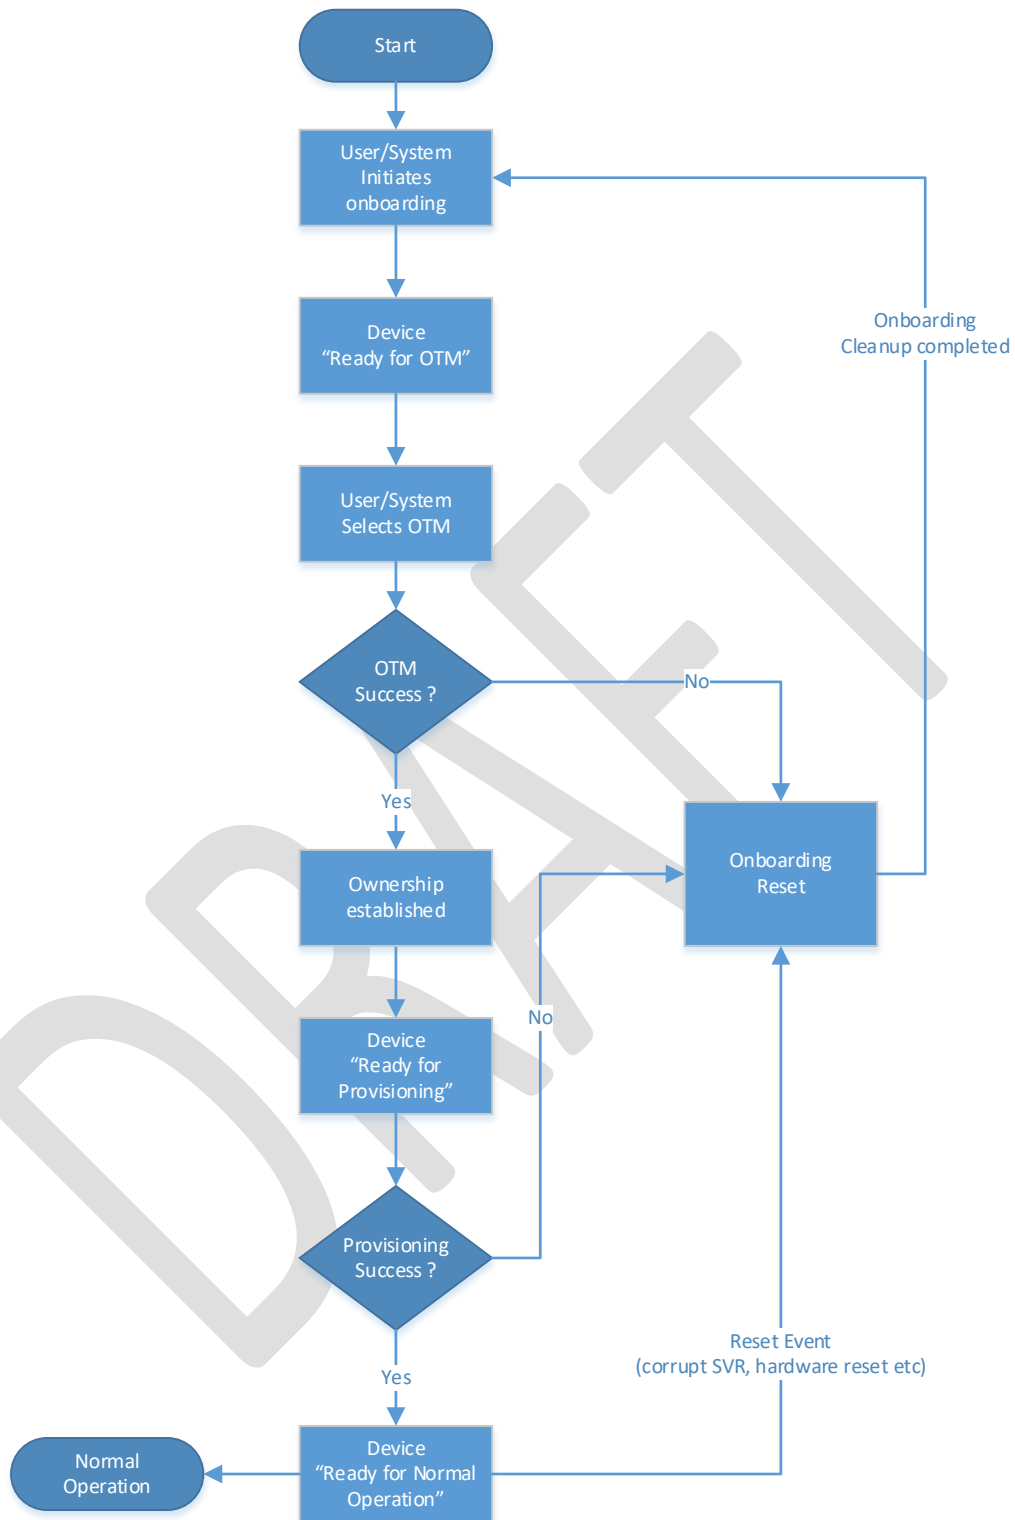 Start
User/System
Initiates
onboarding
Onboarding
Cleanup completed
Device
“Ready for OTM”
User/System
Selects OTM
OTM
Success ?
No
Yes
Onboarding
Reset
Ownership
established
No
Device
“Ready for
Provisioning”
Provisioning
Success ?
Reset Event
(corrupt SVR, hardware reset etc)
Yes
Device
“Ready for Normal
Operation”
Normal
Operation
DRAFT